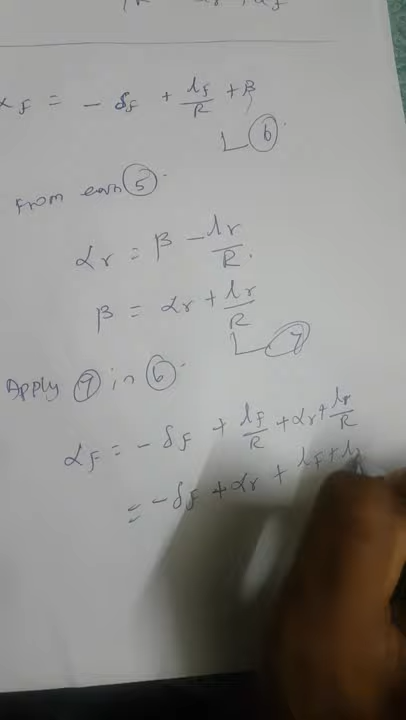 αF = - δF + lF/R + β
6
From eqn 5.
αr = β - lr/R.
β = αr + lr/R
7
Apply 7 in 6.
αF = - δF + lF/R + αr + lr/R
= - δF + αr + lF + lr